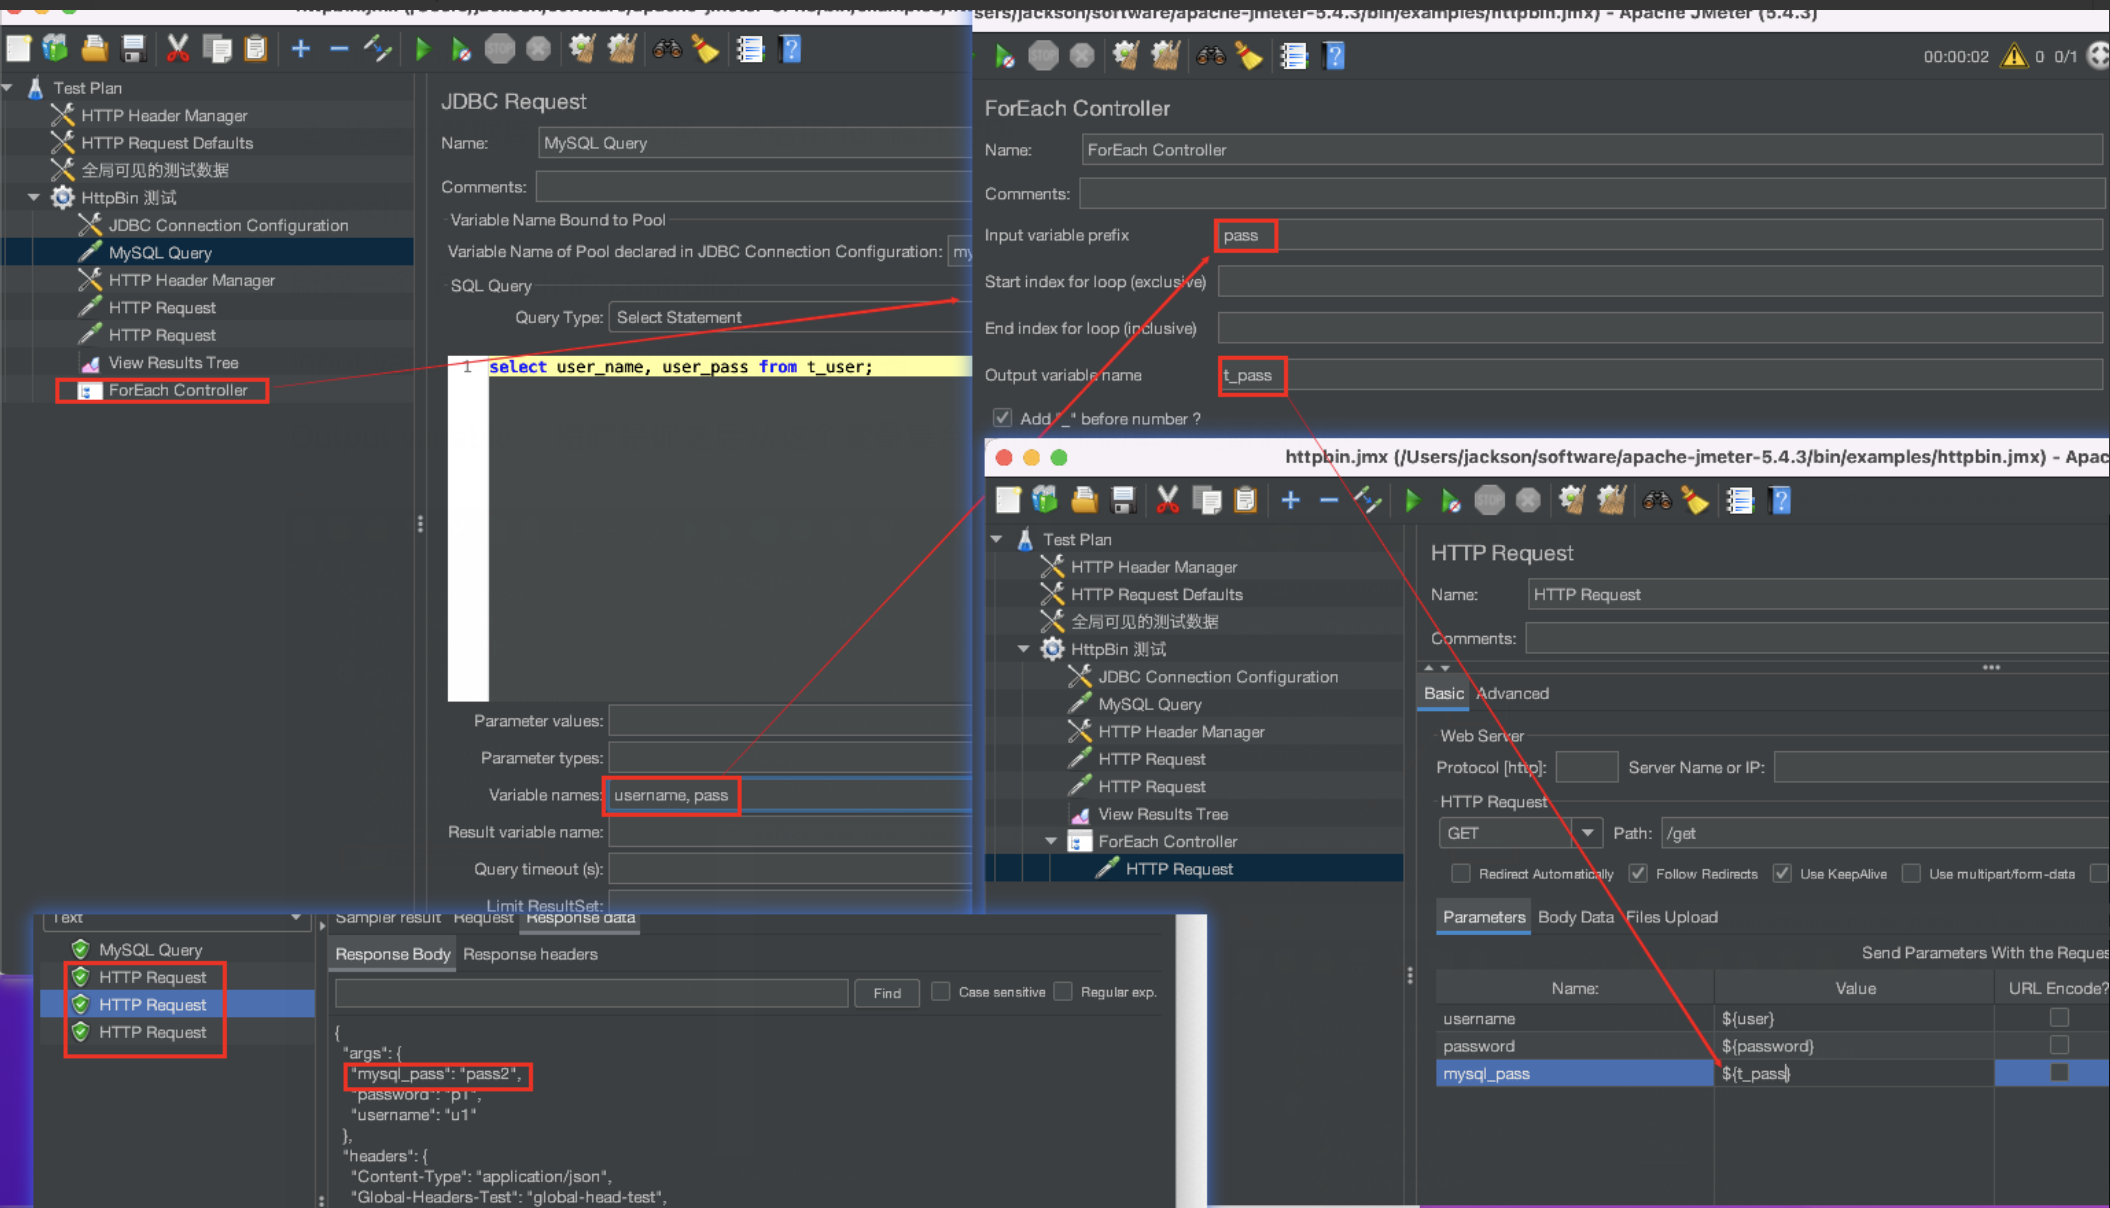 sers/jackson/software/apache-jmeter-5.4.3/bin/examples/httpbin.jmx) - Apache JMeter (5.4.3)
Test Plan
HTTP Header Manager
HTTP Request Defaults
全局可见的测试数据
HttpBin 测试
JDBC Connection Configuration
MySQL Query
HTTP Header Manager
HTTP Request
HTTP Request
View Results Tree
ForEach Controller
JDBC Request
Name: MySQL Query
Comments:
Variable Name Bound to Pool
Variable Name of Pool declared in JDBC Connection Configuration: my
SQL Query
Query Type: Select Statement
1 select user_name, user_pass from t_user;
Parameter values:
Parameter types:
Variable names: username, pass
Result variable name:
Query timeout (s):
Limit ResultSet:
STOP
00:00:02 0 0/1
ForEach Controller
Name: ForEach Controller
Comments:
Input variable prefix pass
Start index for loop (exclusive)
End index for loop (inclusive)
Output variable name t_pass
Add "_" before number ?
httpbin.jmx (/Users/jackson/software/apache-jmeter-5.4.3/bin/examples/httpbin.jmx) - Apac
STOP
Test Plan
HTTP Header Manager
HTTP Request Defaults
全局可见的测试数据
HttpBin 测试
JDBC Connection Configuration
MySQL Query
HTTP Header Manager
HTTP Request
HTTP Request
View Results Tree
ForEach Controller
HTTP Request
HTTP Request
Name: HTTP Request
Comments:
Basic Advanced
Web Server
Protocol [http]: Server Name or IP:
HTTP Request
GET Path: /get
Redirect Automatically Follow Redirects Use KeepAlive Use multipart/form-data
Parameters Body Data Files Upload
Send Parameters With the Reques
Name: Value URL Encode?
username ${user}
password ${password}
mysql_pass ${t_pass}
Text
MySQL Query
HTTP Request
HTTP Request
HTTP Request
Sampler result Request Response data
Response Body Response headers
Find Case sensitive Regular exp.
{
"args": {
"mysql_pass": "pass2",
"password": "p1",
"username": "u1"
},
"headers": {
"Content-Type": "application/json",
"Global-Headers-Test": "global-head-test",